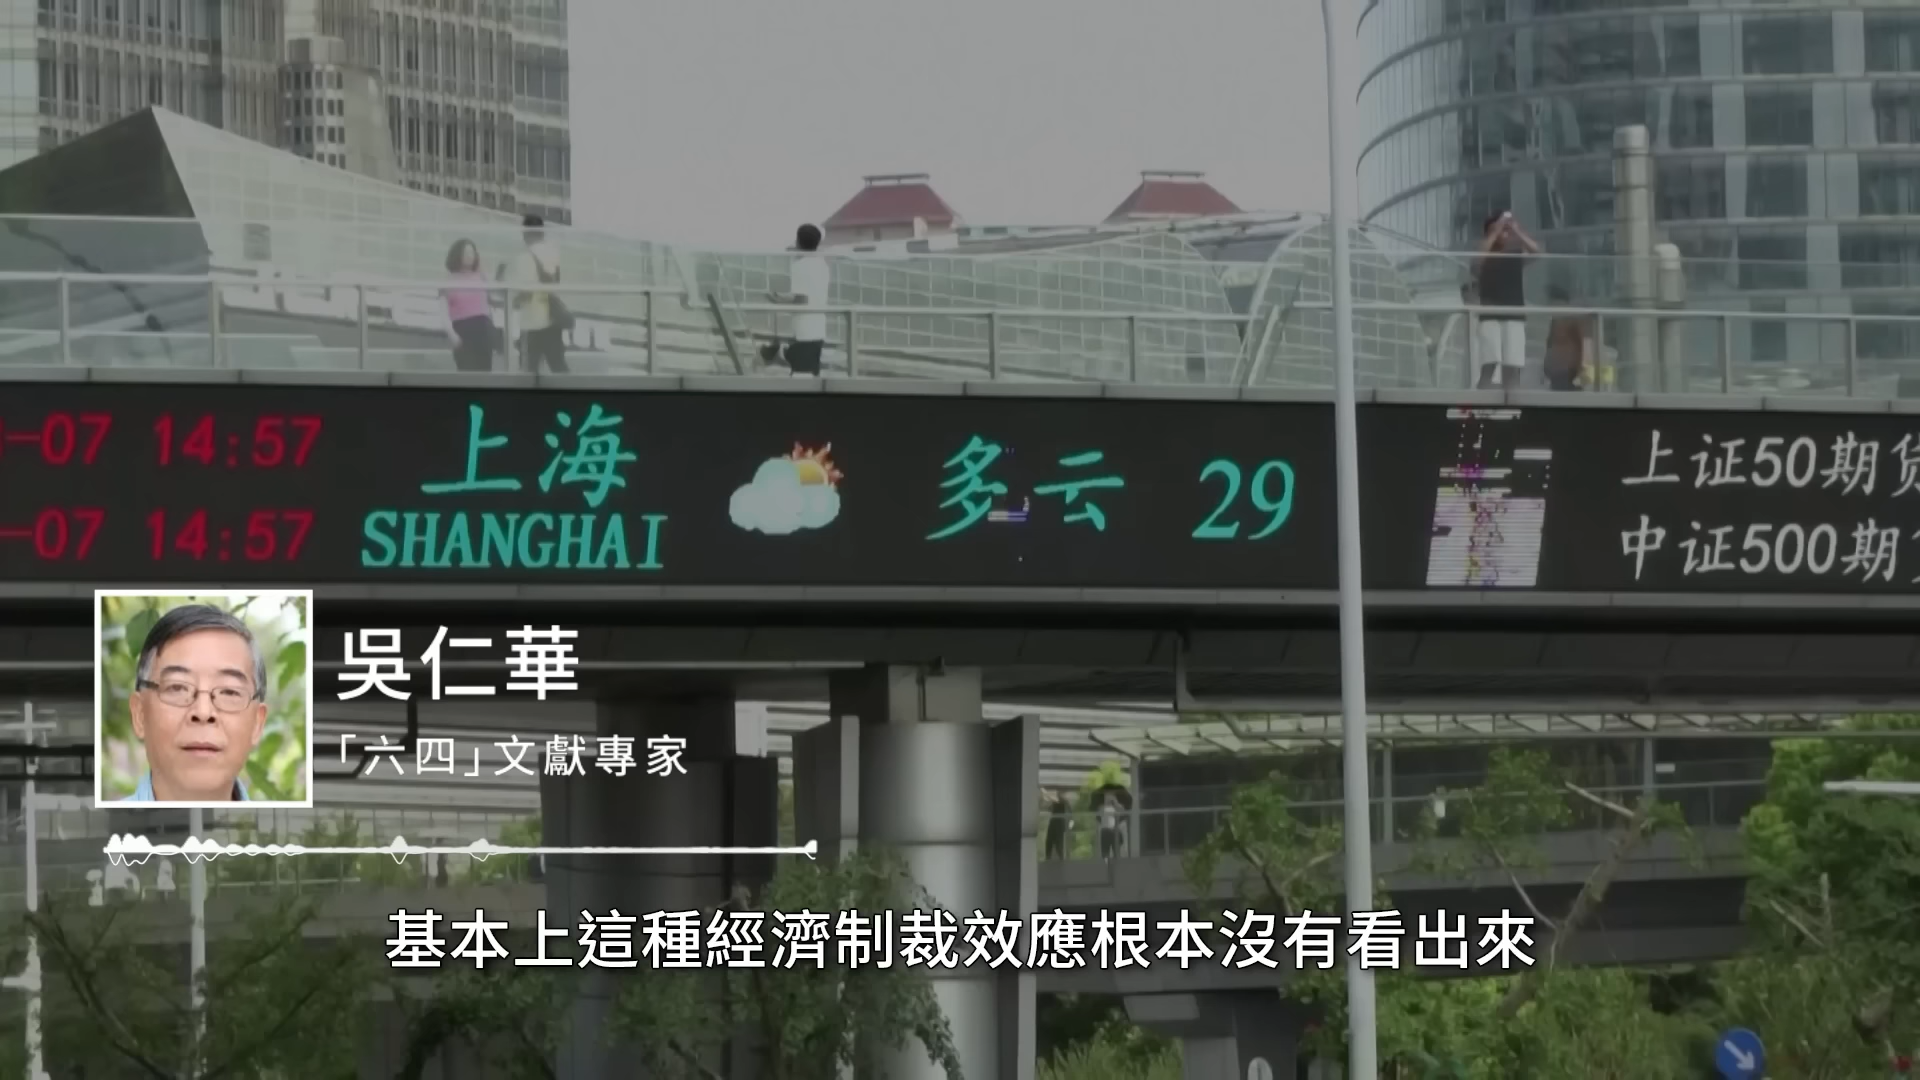 -07 14:57
-07 14:57
上海
SHANGHAI
多云 29
上证50期货
中证500期
吳仁華
「六四」文獻專家
基本上這種經濟制裁效應根本沒有看出來